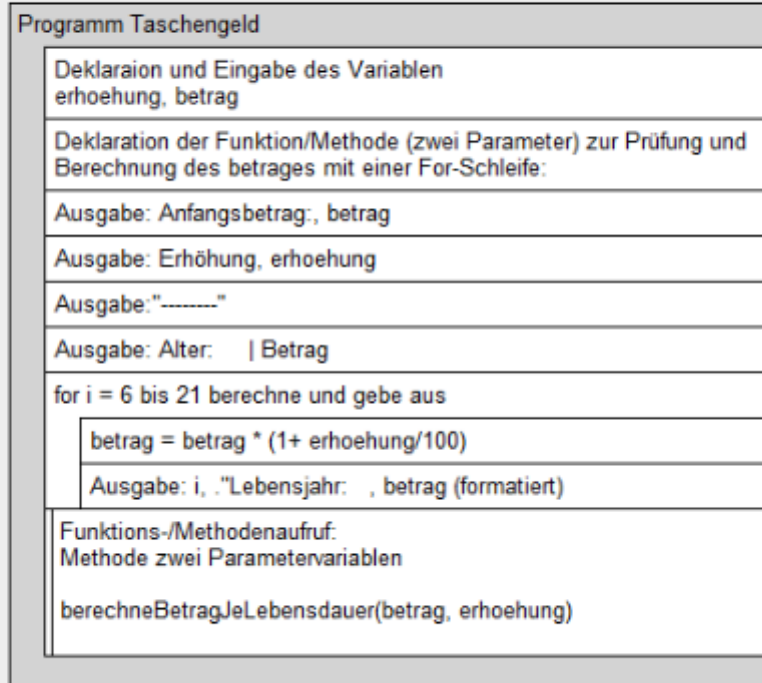 Programm Taschengeld
Deklaraion und Eingabe des Variablen
erhoehung, betrag
Deklaration der Funktion/Methode (zwei Parameter) zur Prüfung und
Berechnung des betrages mit einer For-Schleife:
Ausgabe: Anfangsbetrag:, betrag
Ausgabe: Erhöhung, erhoehung
Ausgabe:"--------"
Ausgabe: Alter: | Betrag
for i = 6 bis 21 berechne und gebe aus
betrag = betrag * (1+ erhoehung/100)
Ausgabe: i, ."Lebensjahr: , betrag (formatiert)
Funktions-/Methodenaufruf:
Methode zwei Parametervariablen
berechneBetragJeLebensdauer(betrag, erhoehung)